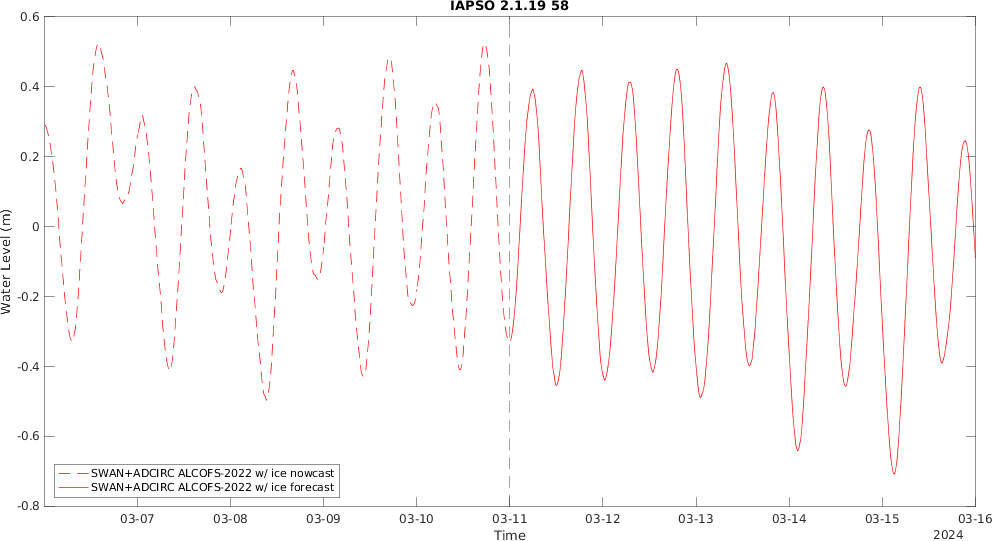 IAPSO 2.1.19 58
Water Level (m)
0.6
0.4
0.2
0
-0.2
-0.4
-0.6
-0.8
SWAN+ADCIRC ALCOFS-2022 w/ ice nowcast
SWAN+ADCIRC ALCOFS-2022 w/ ice forecast
03-07 03-08 03-09 03-10 03-11 03-12 03-13 03-14 03-15 03-16
Time
2024